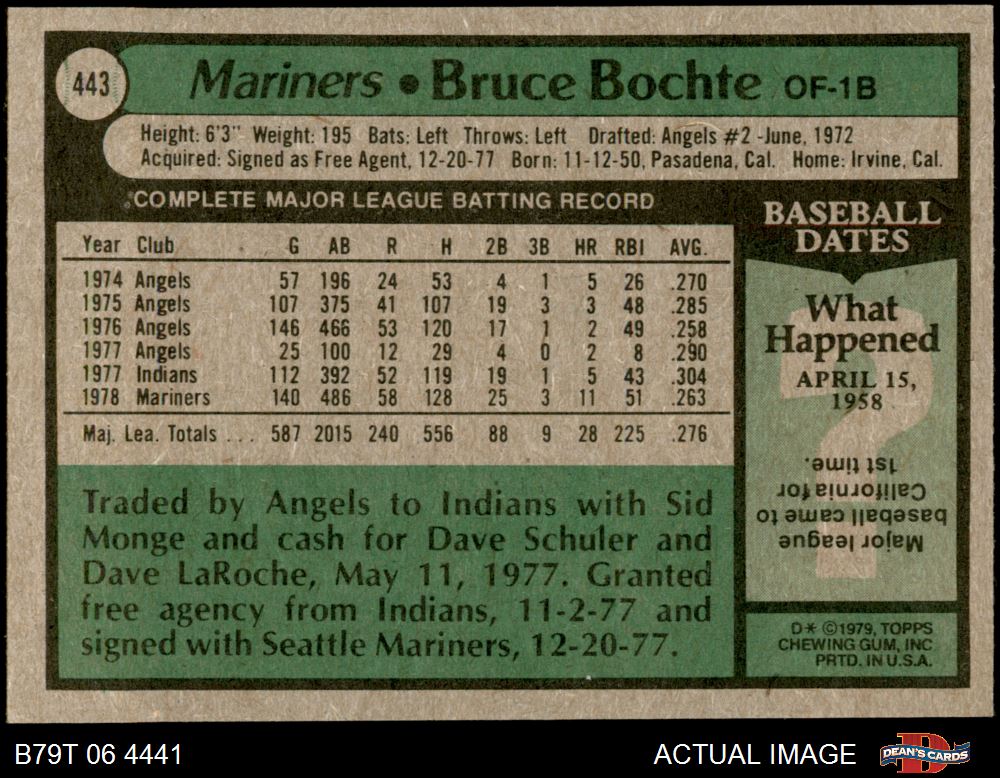 443
Mariners • Bruce Bochte OF-1B
Height: 6'3" Weight: 195 Bats: Left Throws: Left Drafted: Angels #2 -June, 1972
Acquired: Signed as Free Agent, 12-20-77 Born: 11-12-50, Pasadena, Cal. Home: Irvine, Cal.
COMPLETE MAJOR LEAGUE BATTING RECORD
Year Club G AB R H 2B 3B HR RBI AVG.
1974 Angels 57 196 24 53 4 1 5 26 .270
1975 Angels 107 375 41 107 19 3 3 48 .285
1976 Angels 146 466 53 120 17 1 2 49 .258
1977 Angels 25 100 12 29 4 0 2 8 .290
1977 Indians 112 392 52 119 19 1 5 43 .304
1978 Mariners 140 486 58 128 25 3 11 51 .263
Maj. Lea. Totals . . . 587 2015 240 556 88 9 28 225 .276
Traded by Angels to Indians with Sid
Monge and cash for Dave Schuler and
Dave LaRoche, May 11, 1977. Granted
free agency from Indians, 11-2-77 and
signed with Seattle Mariners, 12-20-77.
BASEBALL
DATES
What
Happened
APRIL 15,
1958
?
Major league
baseball came to
California for
1st time.
D* ©1979, TOPPS
CHEWING GUM, INC
PRTD. IN U.S.A.
B79T 06 4441
ACTUAL IMAGE
D
DEAN'S CARDS